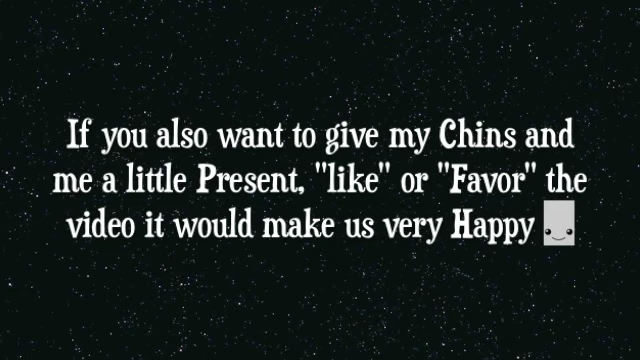 If you also want to give my Chins and
me a little Present, "like" or "Favor" the
video it would make us very Happy